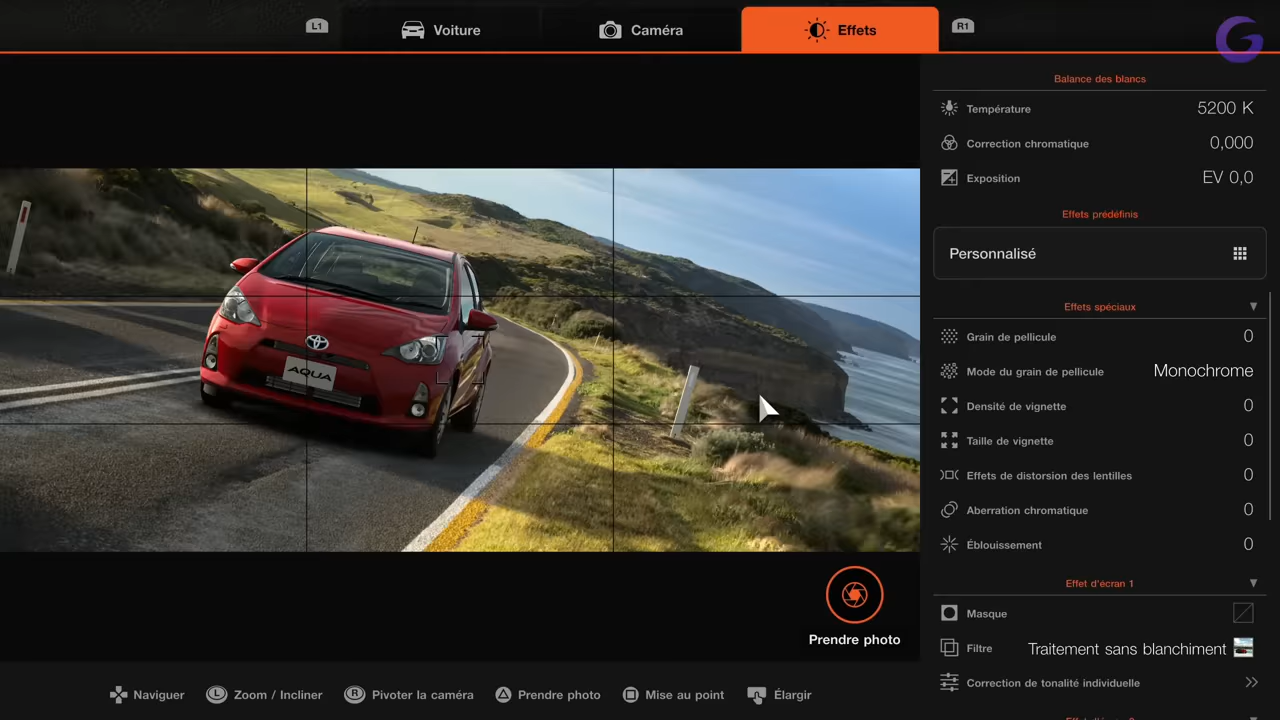 L1
Voiture
Caméra
Effets
R1
Balance des blancs
Température 5200 K
Correction chromatique 0,000
Exposition EV 0,0
Effets prédéfinis
Personnalisé
Effets spéciaux
Grain de pellicule 0
Mode du grain de pellicule Monochrome
Densité de vignette 0
Taille de vignette 0
Effets de distorsion des lentilles 0
Aberration chromatique 0
Éblouissement 0
Effet d'écran 1
Masque
Filtre Traitement sans blanchiment
Correction de tonalité individuelle
AQUA
Prendre photo
Naviguer
L Zoom / Incliner
R Pivoter la caméra
Prendre photo
Mise au point
Élargir